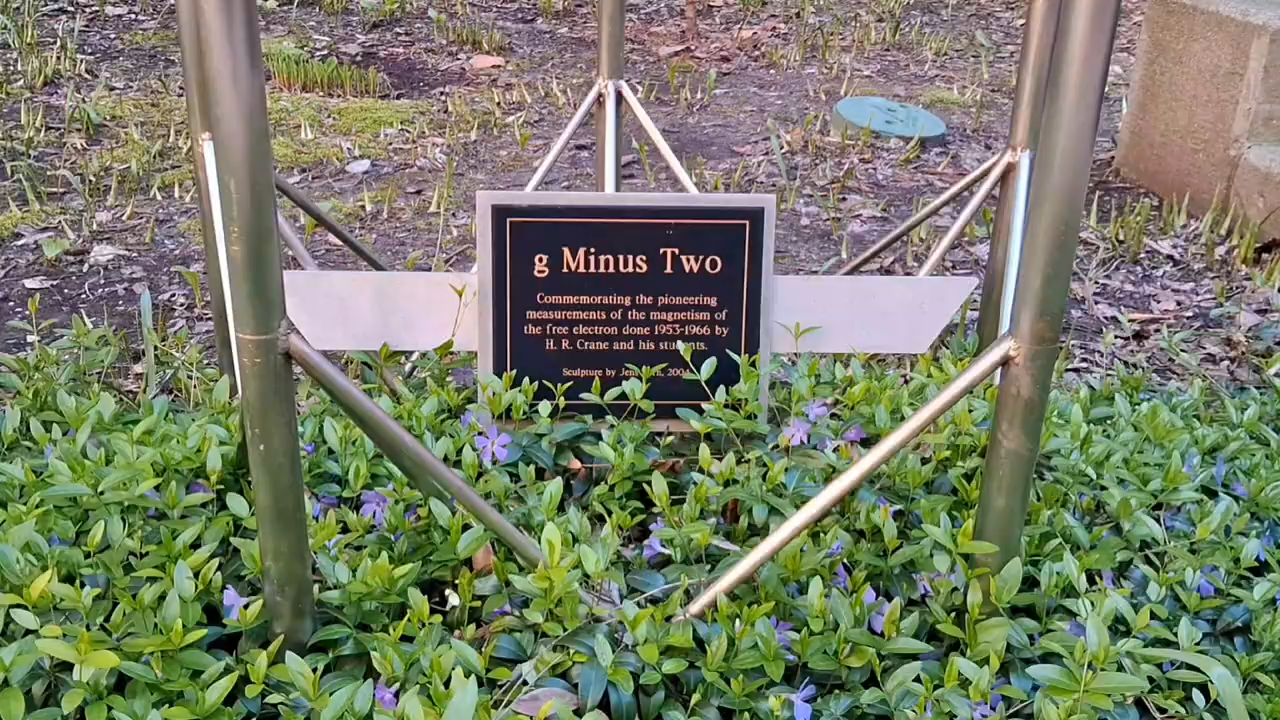 g Minus Two
Commemorating the pioneering
measurements of the magnetism of
the free electron done 1953-1966 by
H. R. Crane and his students.
Sculpture by Jens